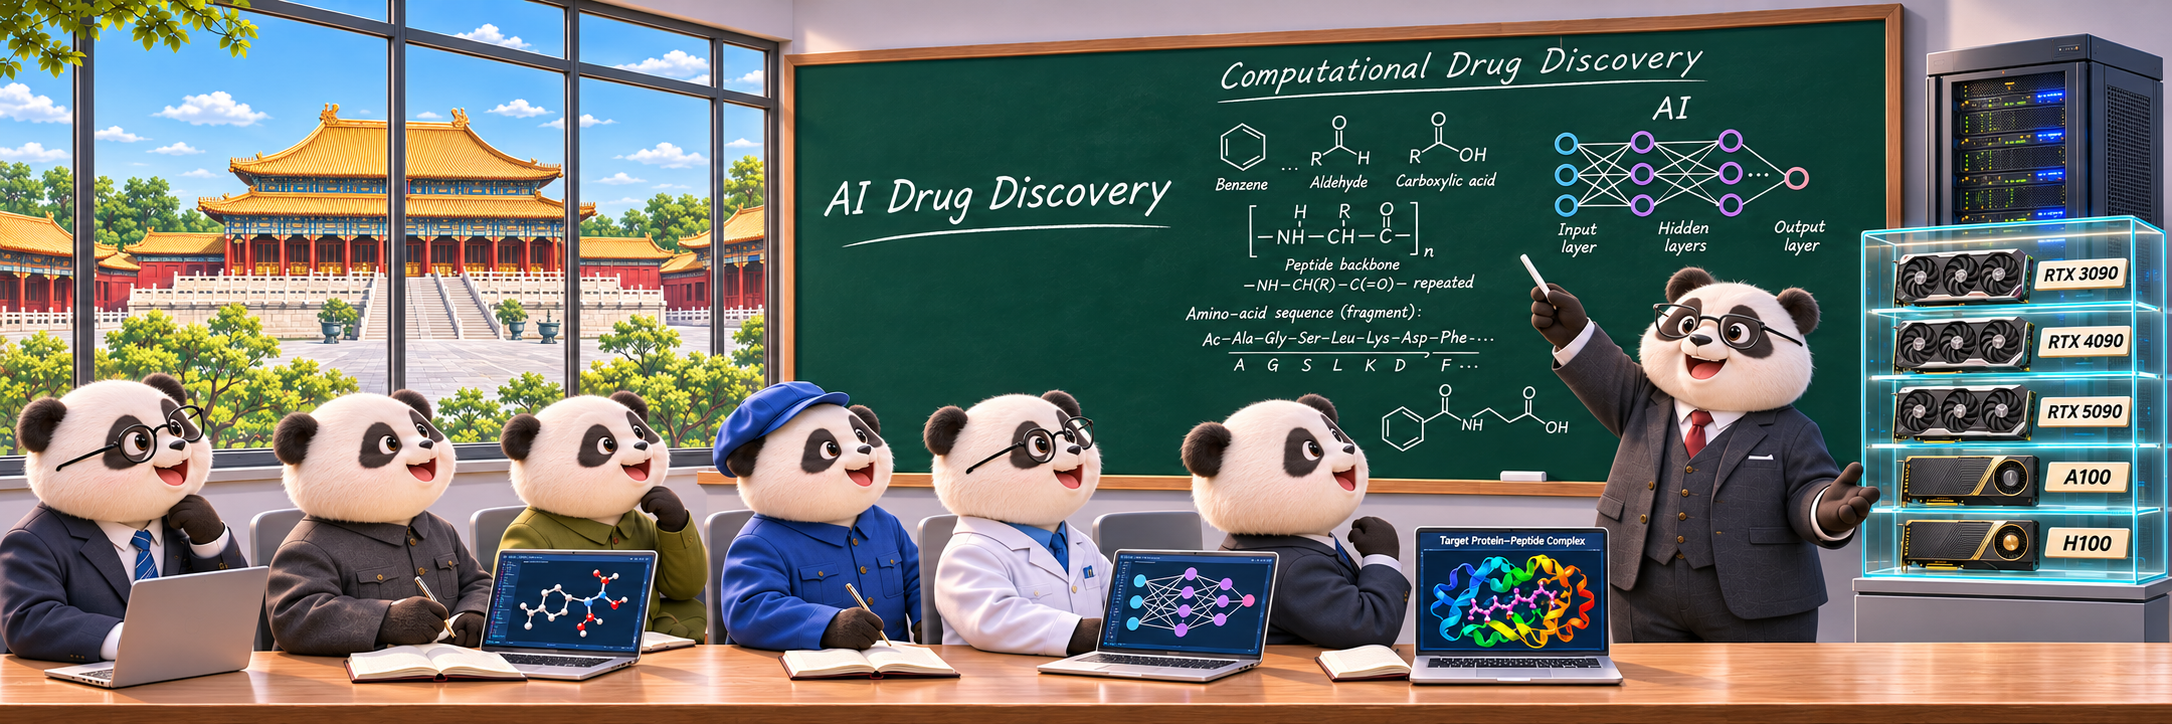 AI Drug Discovery
Computational Drug Discovery
AI
R
O
H
R
O
OH
Benzene
...
Aldehyde
Carboxylic acid
H R O
—NH—CH—C—
n
Peptide backbone
—NH—CH(R)—C(=O)— repeated
Amino-acid sequence (fragment):
Ac—Ala—Gly—Ser—Leu—Lys—Asp—Phe----
A G S L K D F ...
O
NH
O
OH
...
Input layer
Hidden layers
Output layer
RTX 3090
RTX 4090
RTX 5090
A100
H100
Target Protein–Peptide Complex